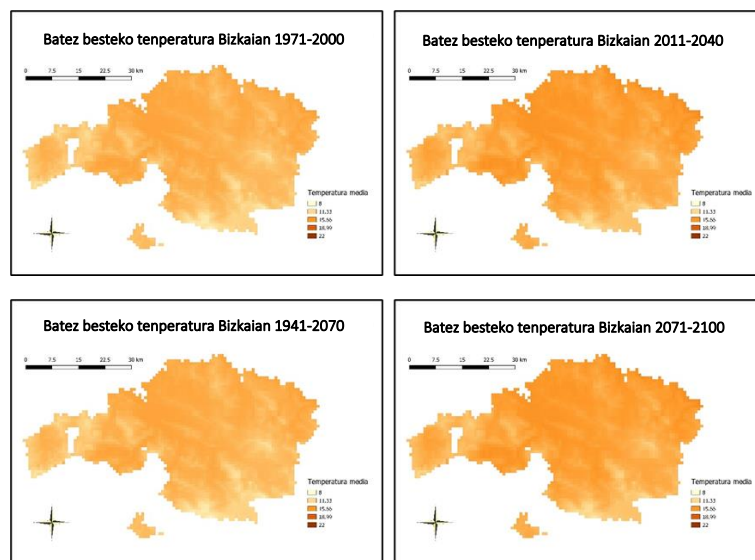 Batez besteko tenperatura Bizkaian 1971-2000
0 7.5 15 22.5 30 km
Temperatura media
8
11.33
15.66
18.99
22
Batez besteko tenperatura Bizkaian 2011-2040
0 7.5 15 22.5 30 km
Temperatura media
8
11.33
15.66
18.99
22
Batez besteko tenperatura Bizkaian 1941-2070
0 7.5 15 22.5 30 km
Temperatura media
8
11.33
15.66
18.99
22
Batez besteko tenperatura Bizkaian 2071-2100
0 7.5 15 22.5 30 km
Temperatura media
8
11.33
15.66
18.99
22